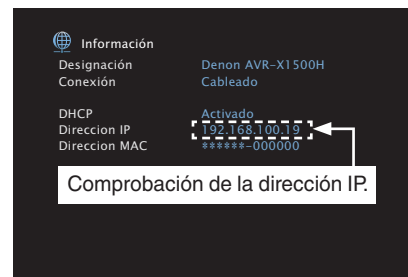 Información
Designación Denon AVR-X1500H
Conexión Cableado
DHCP Activado
Direccion IP 192.168.100.19
Direccion MAC ******-000000
Comprobación de la dirección IP.